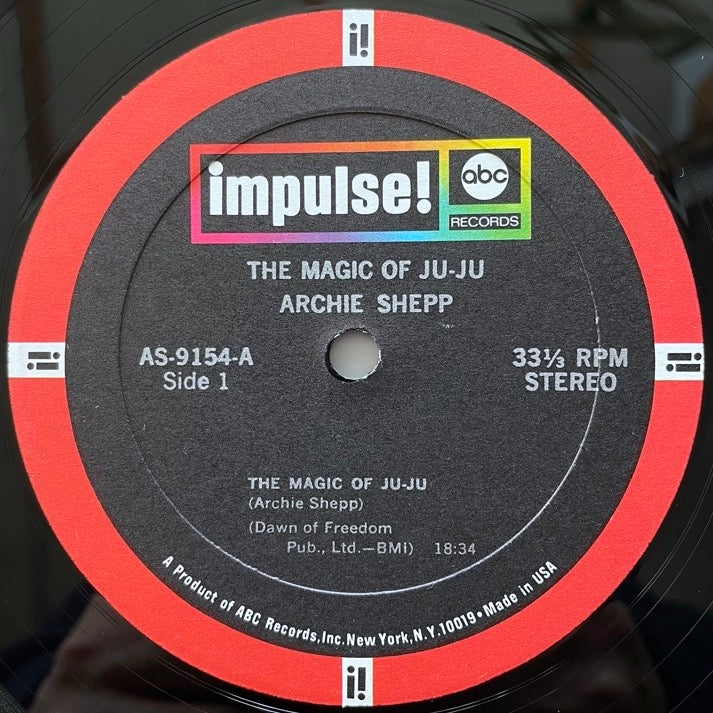 i!
impulse!
abc
RECORDS
THE MAGIC OF JU-JU
ARCHIE SHEPP
AS-9154-A
Side 1
33⅓ RPM
STEREO
i!
i!
THE MAGIC OF JU-JU
(Archie Shepp)
(Dawn of Freedom
Pub., Ltd.—BMI) 18:34
A Product of ABC Records, Inc. New York, N.Y. 10019 • Made in USA
i!